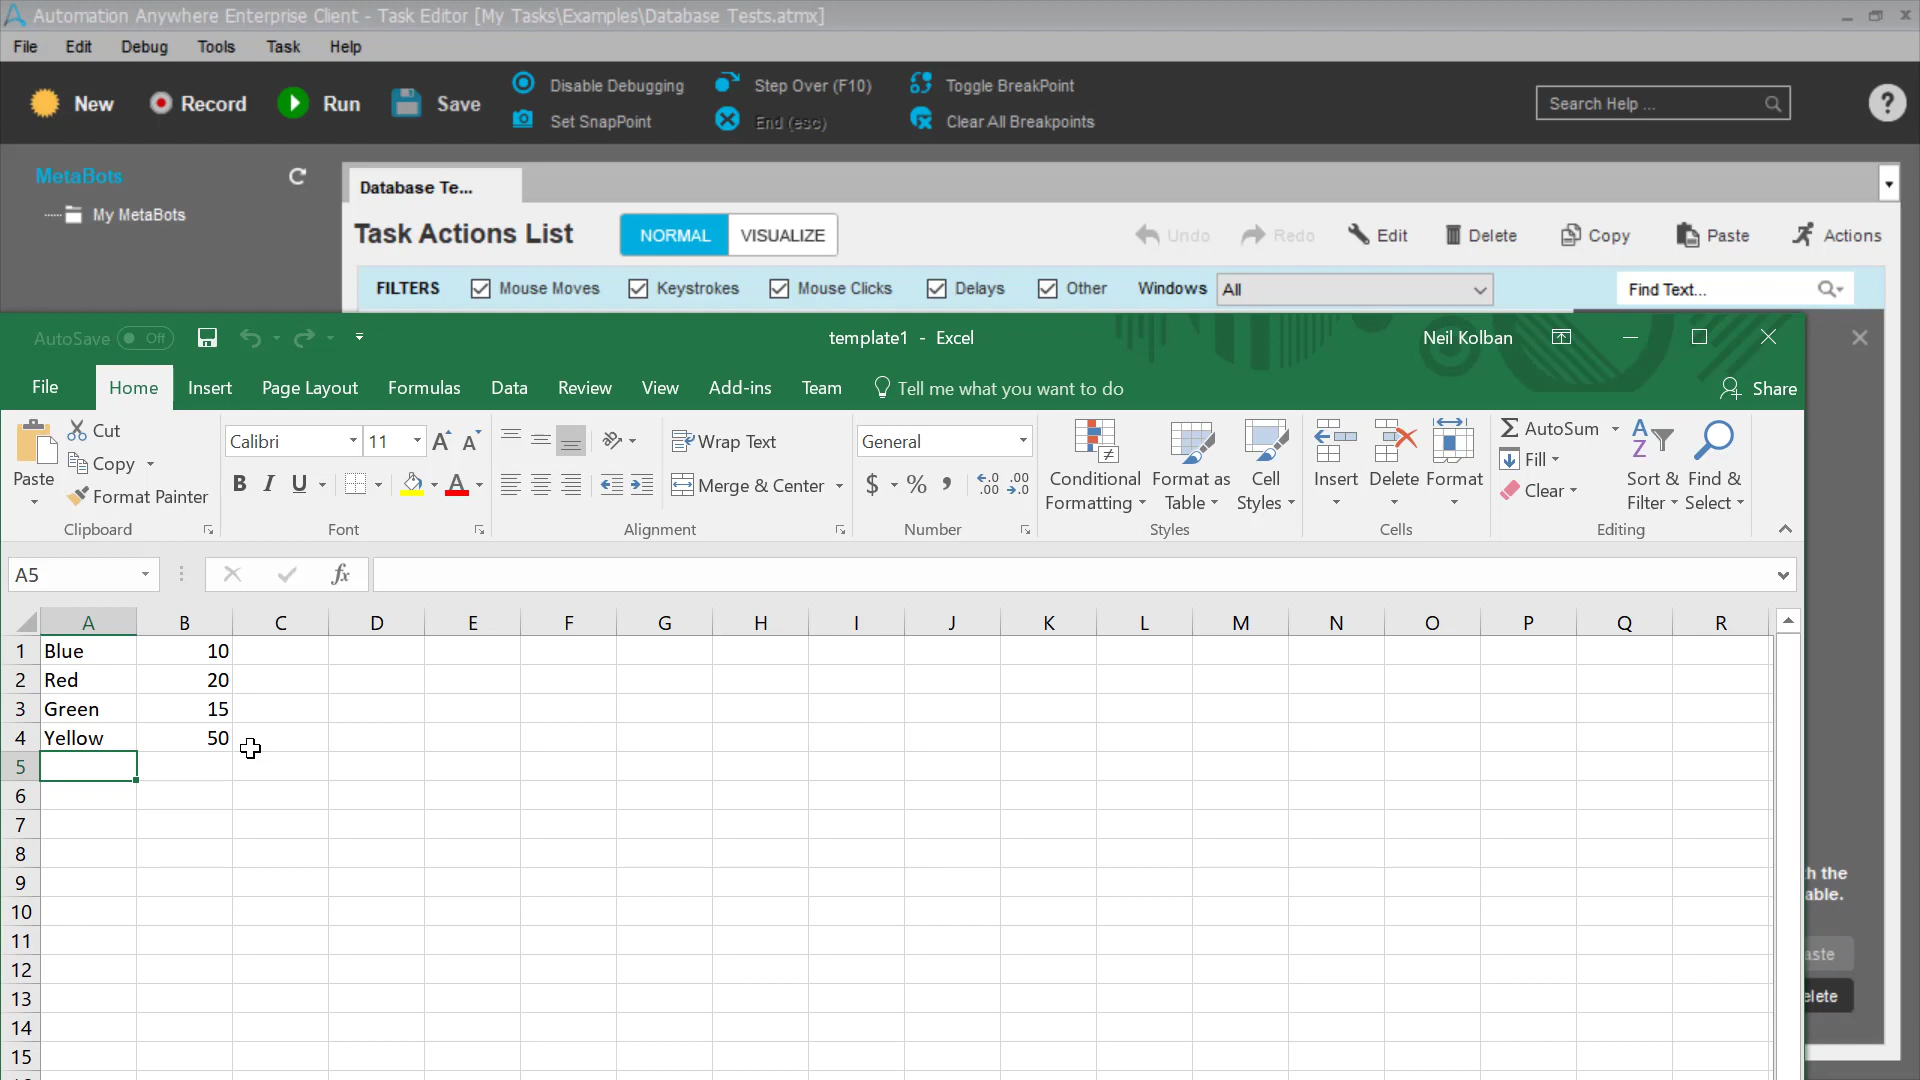 Automation Anywhere Enterprise Client - Task Editor [My Tasks\Examples\Database Tests.atmx]
File Edit Debug Tools Task Help
New Record Run Save Disable Debugging Step Over (F10) Toggle BreakPoint
Set SnapPoint End (esc) Clear All Breakpoints
Search Help ... ?
MetaBots
My MetaBots
Database Te...
Task Actions List NORMAL VISUALIZE Undo Redo Edit Delete Copy Paste Actions
FILTERS Mouse Moves Keystrokes Mouse Clicks Delays Other Windows All Find Text...
AutoSave Off template1 - Excel Neil Kolban
File Home Insert Page Layout Formulas Data Review View Add-ins Team Tell me what you want to do Share
Paste Cut Copy Format Painter Clipboard
Calibri 11 A A
B I U A Font
Wrap Text
Merge & Center Alignment
General
$ % , .00 .0 .00 Number
Conditional Formatting Format as Table Cell Styles Styles
Insert Delete Format Cells
AutoSum Fill Clear Sort & Filter Find & Select Editing
A5 fx
A B C D E F G H I J K L M N O P Q R
1 Blue 10
2 Red 20
3 Green 15
4 Yellow 50
5
6
7
8
9
10
11
12
13
14
15
h the
able.
aste
elete